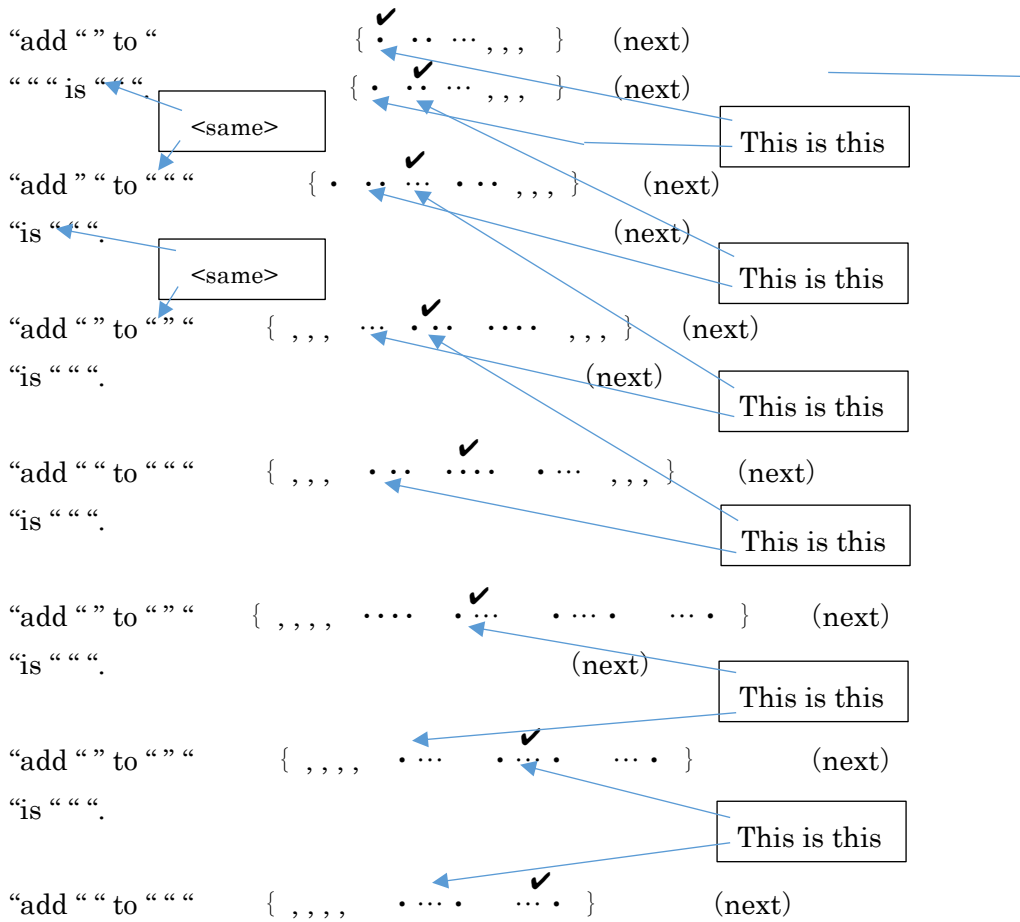 “add “ ” to “ { • •• ••• , , , } (next)
“ “ “ is “ “ “. { • •• ••• , , , } (next)
<same>
This is this
“add ” “ to “ “ “ { • •• ••• • •• , , , } (next)
“is “ “ “. (next)
<same>
This is this
“add “ ” to “ ” “ { , , , ••• • •• •••• , , , } (next)
“is “ “ “. (next)
This is this
“add “ “ to “ “ “ { , , , • •• •••• • ••• , , , } (next)
“is “ “ “.
This is this
“add “ ” to “ ” “ { , , , , •••• • ••• • ••• • ••• • } (next)
“is “ “ “. (next)
This is this
“add “ ” to “ ” “ { , , , , • ••• • ••• • ••• • } (next)
“is “ “ “.
This is this
“add “ “ to “ “ “ { , , , , • ••• • ••• • } (next)